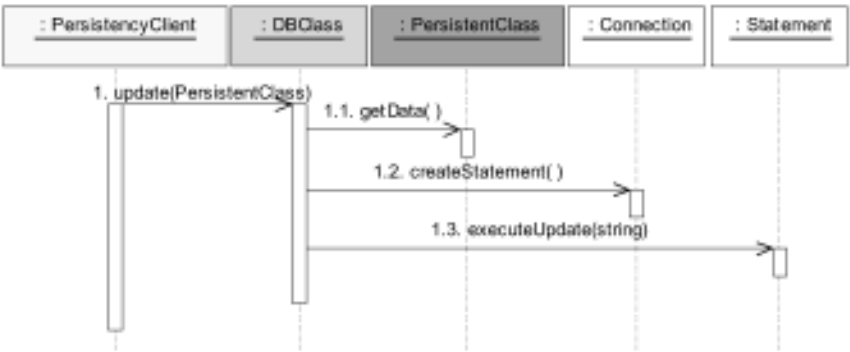 : PersistencyClient
: DBClass
: PersistentClass
: Connection
: Statement
1. update(PersistentClass)
1.1. getData( )
1.2. createStatement( )
1.3. executeUpdate(string)